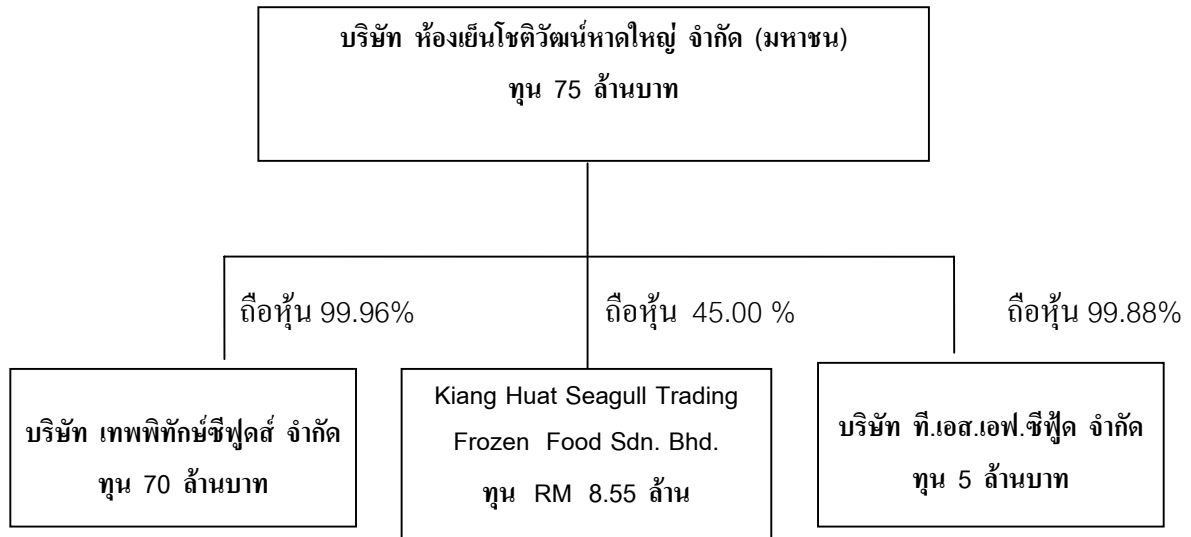 บริษัท ห้องเย็นโชติวัฒน์หาดใหญ่ จำกัด (มหาชน)
ทุน 75 ล้านบาท
ถือหุ้น 99.96%
ถือหุ้น 45.00 %
ถือหุ้น 99.88%
บริษัท เทพพิทักษ์ซีฟูดส์ จำกัด
ทุน 70 ล้านบาท
Kiang Huat Seagull Trading
Frozen Food Sdn. Bhd.
ทุน RM 8.55 ล้าน
บริษัท ที.เอส.เอฟ.ซีฟู้ด จำกัด
ทุน 5 ล้านบาท